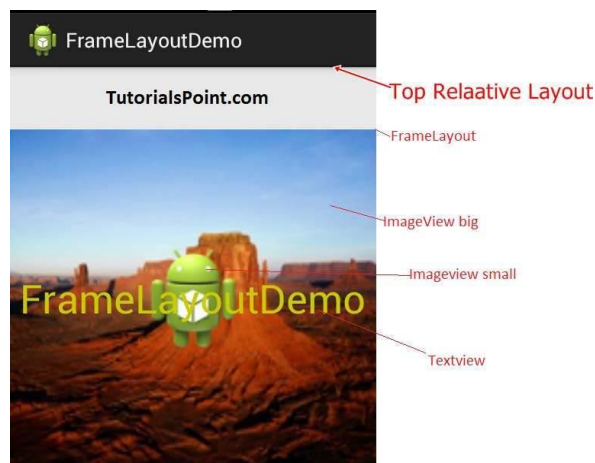 FrameLayoutDemo
TutorialsPoint.com
Top Relaative Layout
FrameLayout
ImageView big
Imageview small
FrameLayoutDemo
Textview